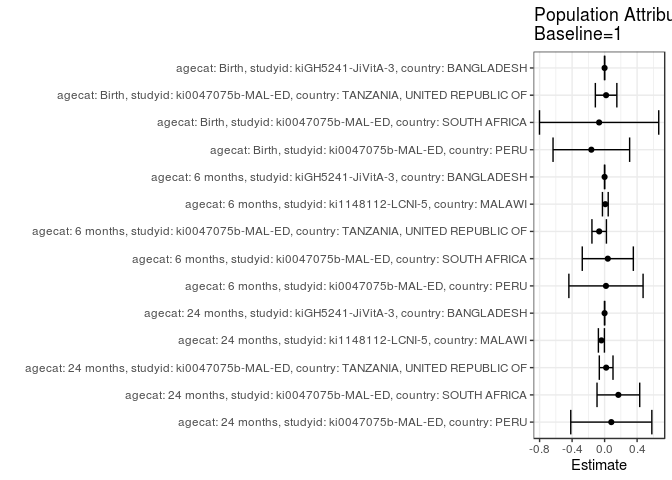 Population Attribu
Baseline=1
agecat: Birth, studyid: kiGH5241-JiVitA-3, country: BANGLADESH
agecat: Birth, studyid: ki0047075b-MAL-ED, country: TANZANIA, UNITED REPUBLIC OF
agecat: Birth, studyid: ki0047075b-MAL-ED, country: SOUTH AFRICA
agecat: Birth, studyid: ki0047075b-MAL-ED, country: PERU
agecat: 6 months, studyid: kiGH5241-JiVitA-3, country: BANGLADESH
agecat: 6 months, studyid: ki1148112-LCNI-5, country: MALAWI
agecat: 6 months, studyid: ki0047075b-MAL-ED, country: TANZANIA, UNITED REPUBLIC OF
agecat: 6 months, studyid: ki0047075b-MAL-ED, country: SOUTH AFRICA
agecat: 6 months, studyid: ki0047075b-MAL-ED, country: PERU
agecat: 24 months, studyid: kiGH5241-JiVitA-3, country: BANGLADESH
agecat: 24 months, studyid: ki1148112-LCNI-5, country: MALAWI
agecat: 24 months, studyid: ki0047075b-MAL-ED, country: TANZANIA, UNITED REPUBLIC OF
agecat: 24 months, studyid: ki0047075b-MAL-ED, country: SOUTH AFRICA
agecat: 24 months, studyid: ki0047075b-MAL-ED, country: PERU
-0.8 -0.4 0.0 0.4
Estimate